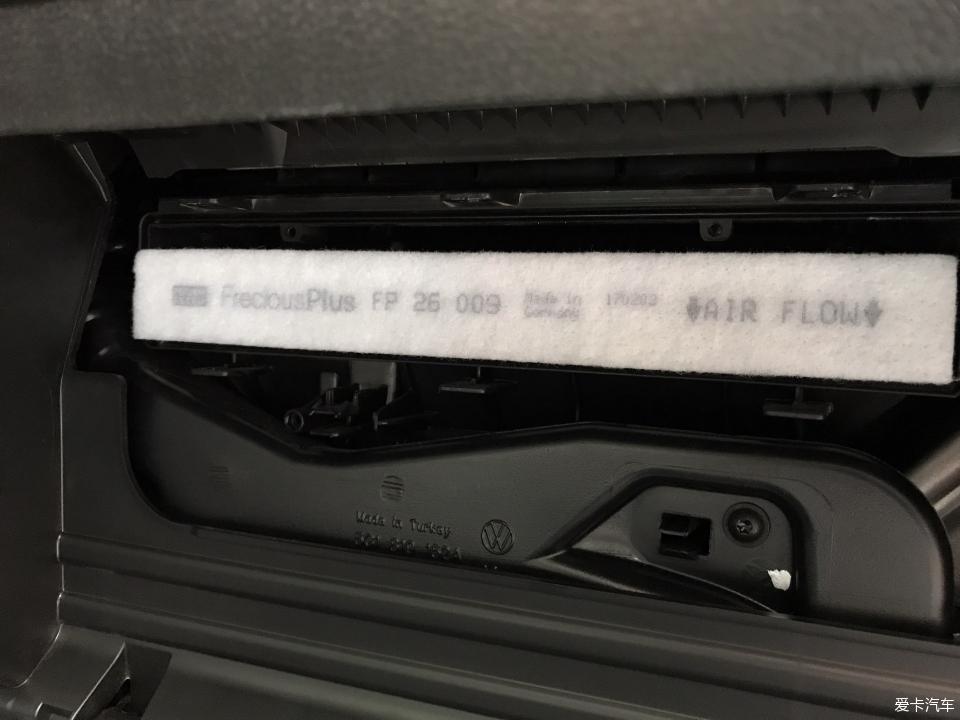 FreciousPlus FP 26 009
Made in
Germany
170203
AIR FLOW
Made in Turkey
爱卡汽车